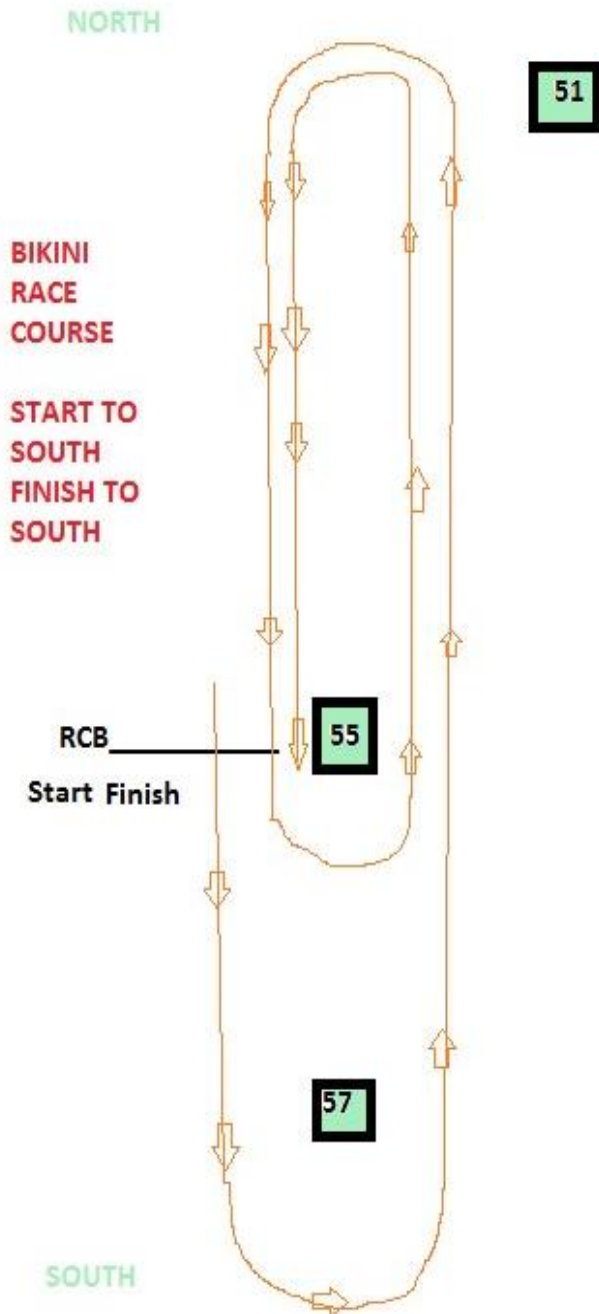 NORTH
51
BIKINI
RACE
COURSE
START TO
SOUTH
FINISH TO
SOUTH
RCB
55
Start Finish
57
SOUTH